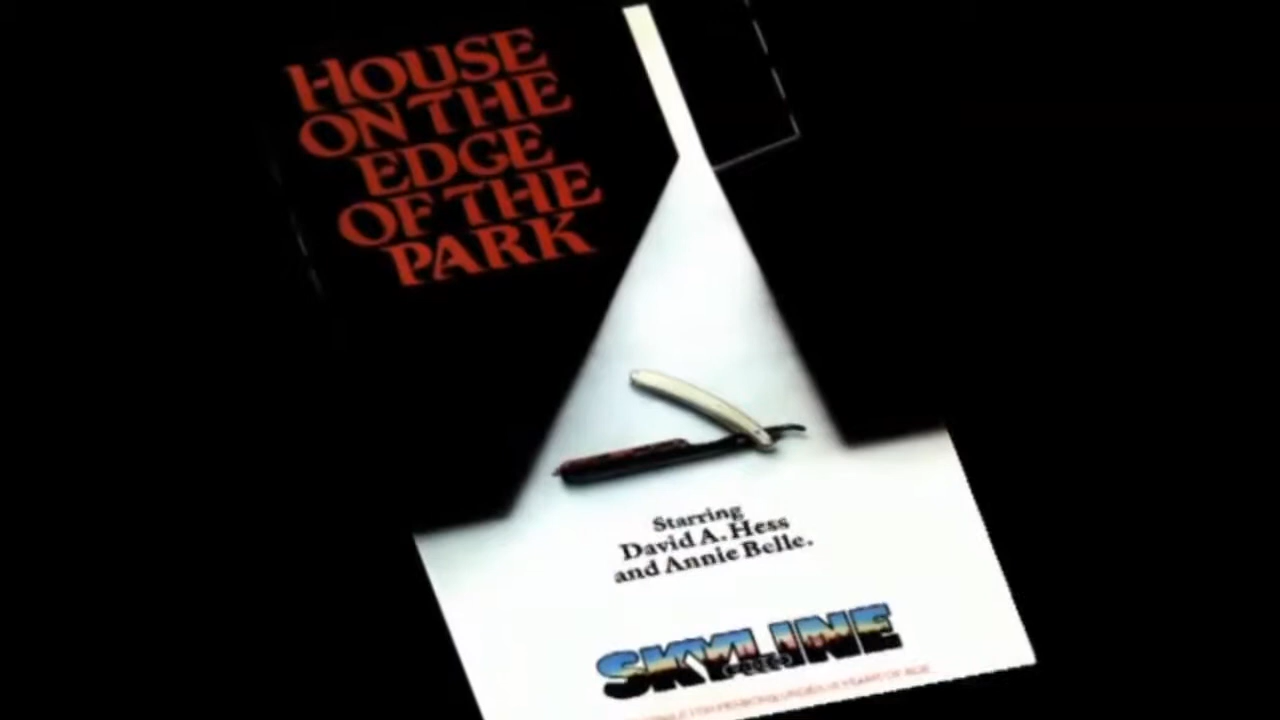 HOUSE
ON THE
EDGE
OF THE
PARK
Starring
David A. Hess
and Annie Belle.
SKYLINE